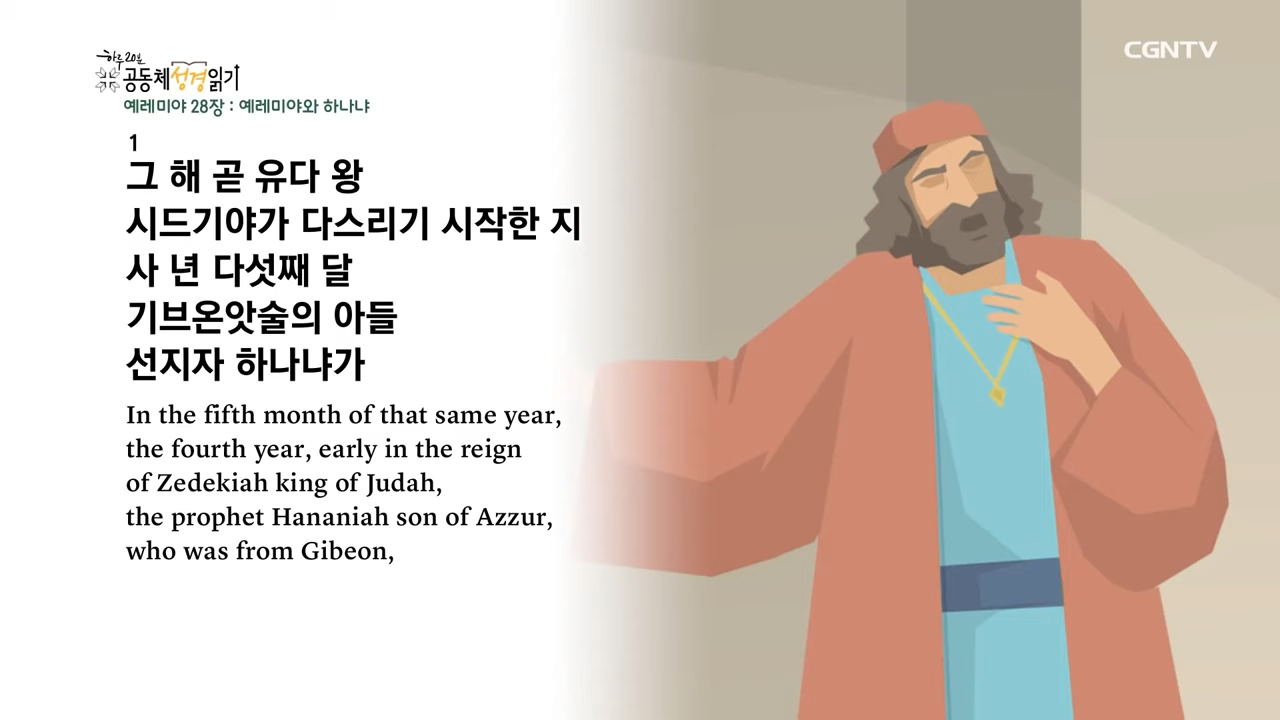 하루 20분
공동체성경읽기
CGNTV
예레미야 28장 : 예레미야와 하나냐
1
그 해 곧 유다 왕
시드기야가 다스리기 시작한 지
사 년 다섯째 달
기브온앗술의 아들
선지자 하나냐가
In the fifth month of that same year,
the fourth year, early in the reign
of Zedekiah king of Judah,
the prophet Hananiah son of Azzur,
who was from Gibeon,